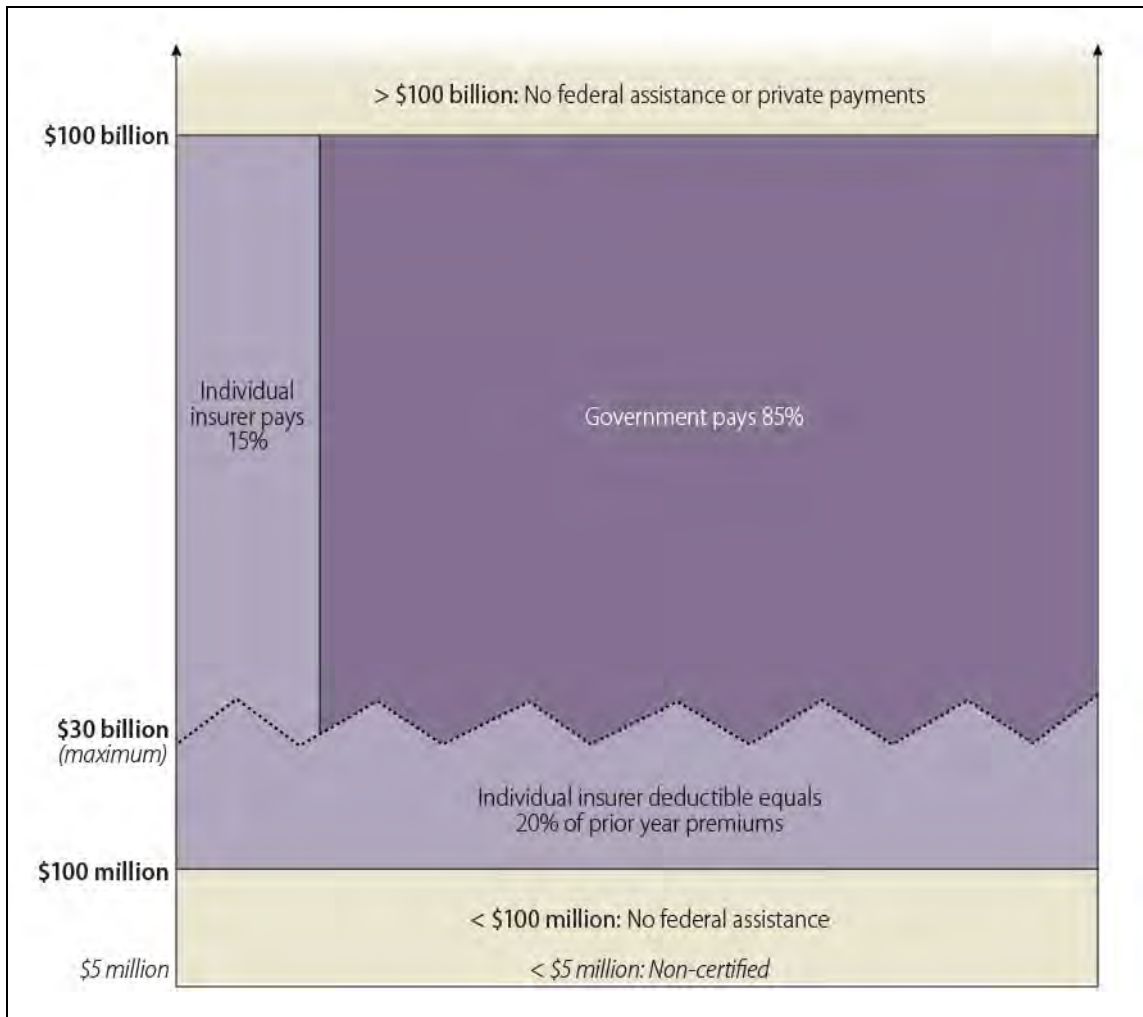 > $100 billion: No federal assistance or private payments
$100 billion
Individual
insurer pays
15%
Government pays 85%
$30 billion
(maximum)
Individual insurer deductible equals
20% of prior year premiums
$100 million
< $100 million: No federal assistance
$5 million
< $5 million: Non-certified